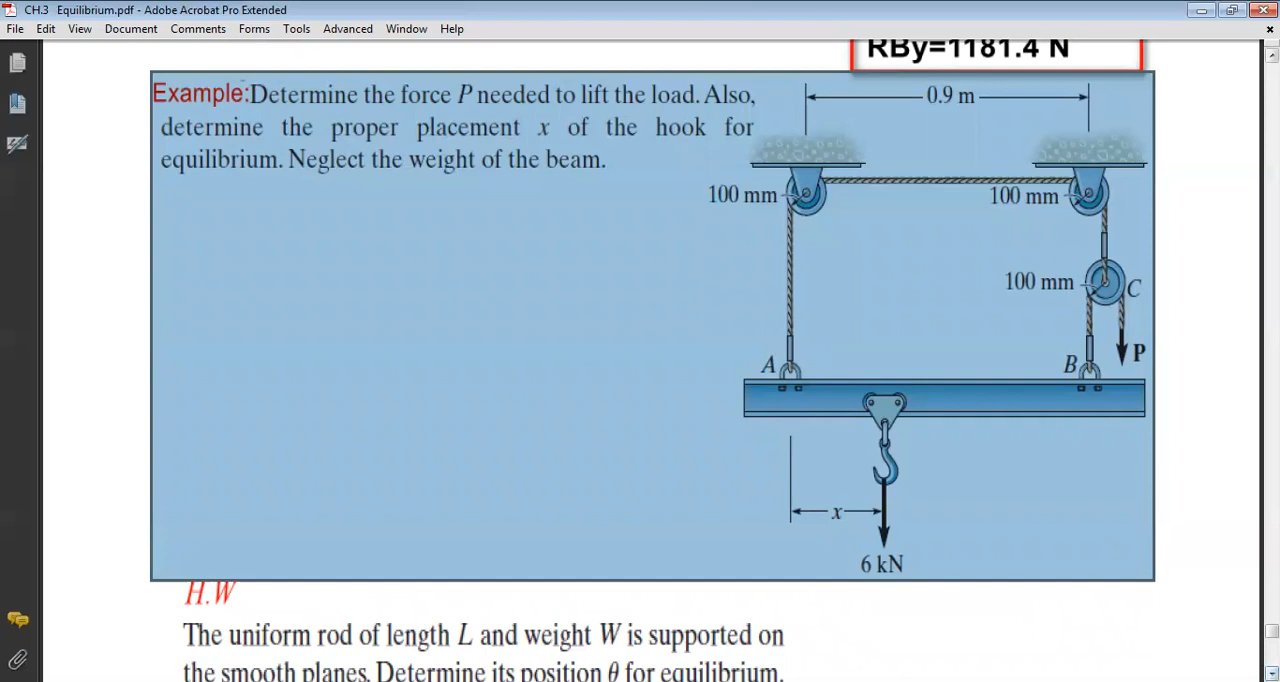 CH.3 Equilibrium.pdf - Adobe Acrobat Pro Extended
File Edit View Document Comments Forms Tools Advanced Window Help
RBy=1181.4 N
Example:Determine the force P needed to lift the load. Also,
determine the proper placement x of the hook for
equilibrium. Neglect the weight of the beam.
0.9 m
100 mm
100 mm
100 mm
C
P
A
B
x
6 kN
H.W
The uniform rod of length L and weight W is supported on
the smooth planes. Determine its position θ for equilibrium.